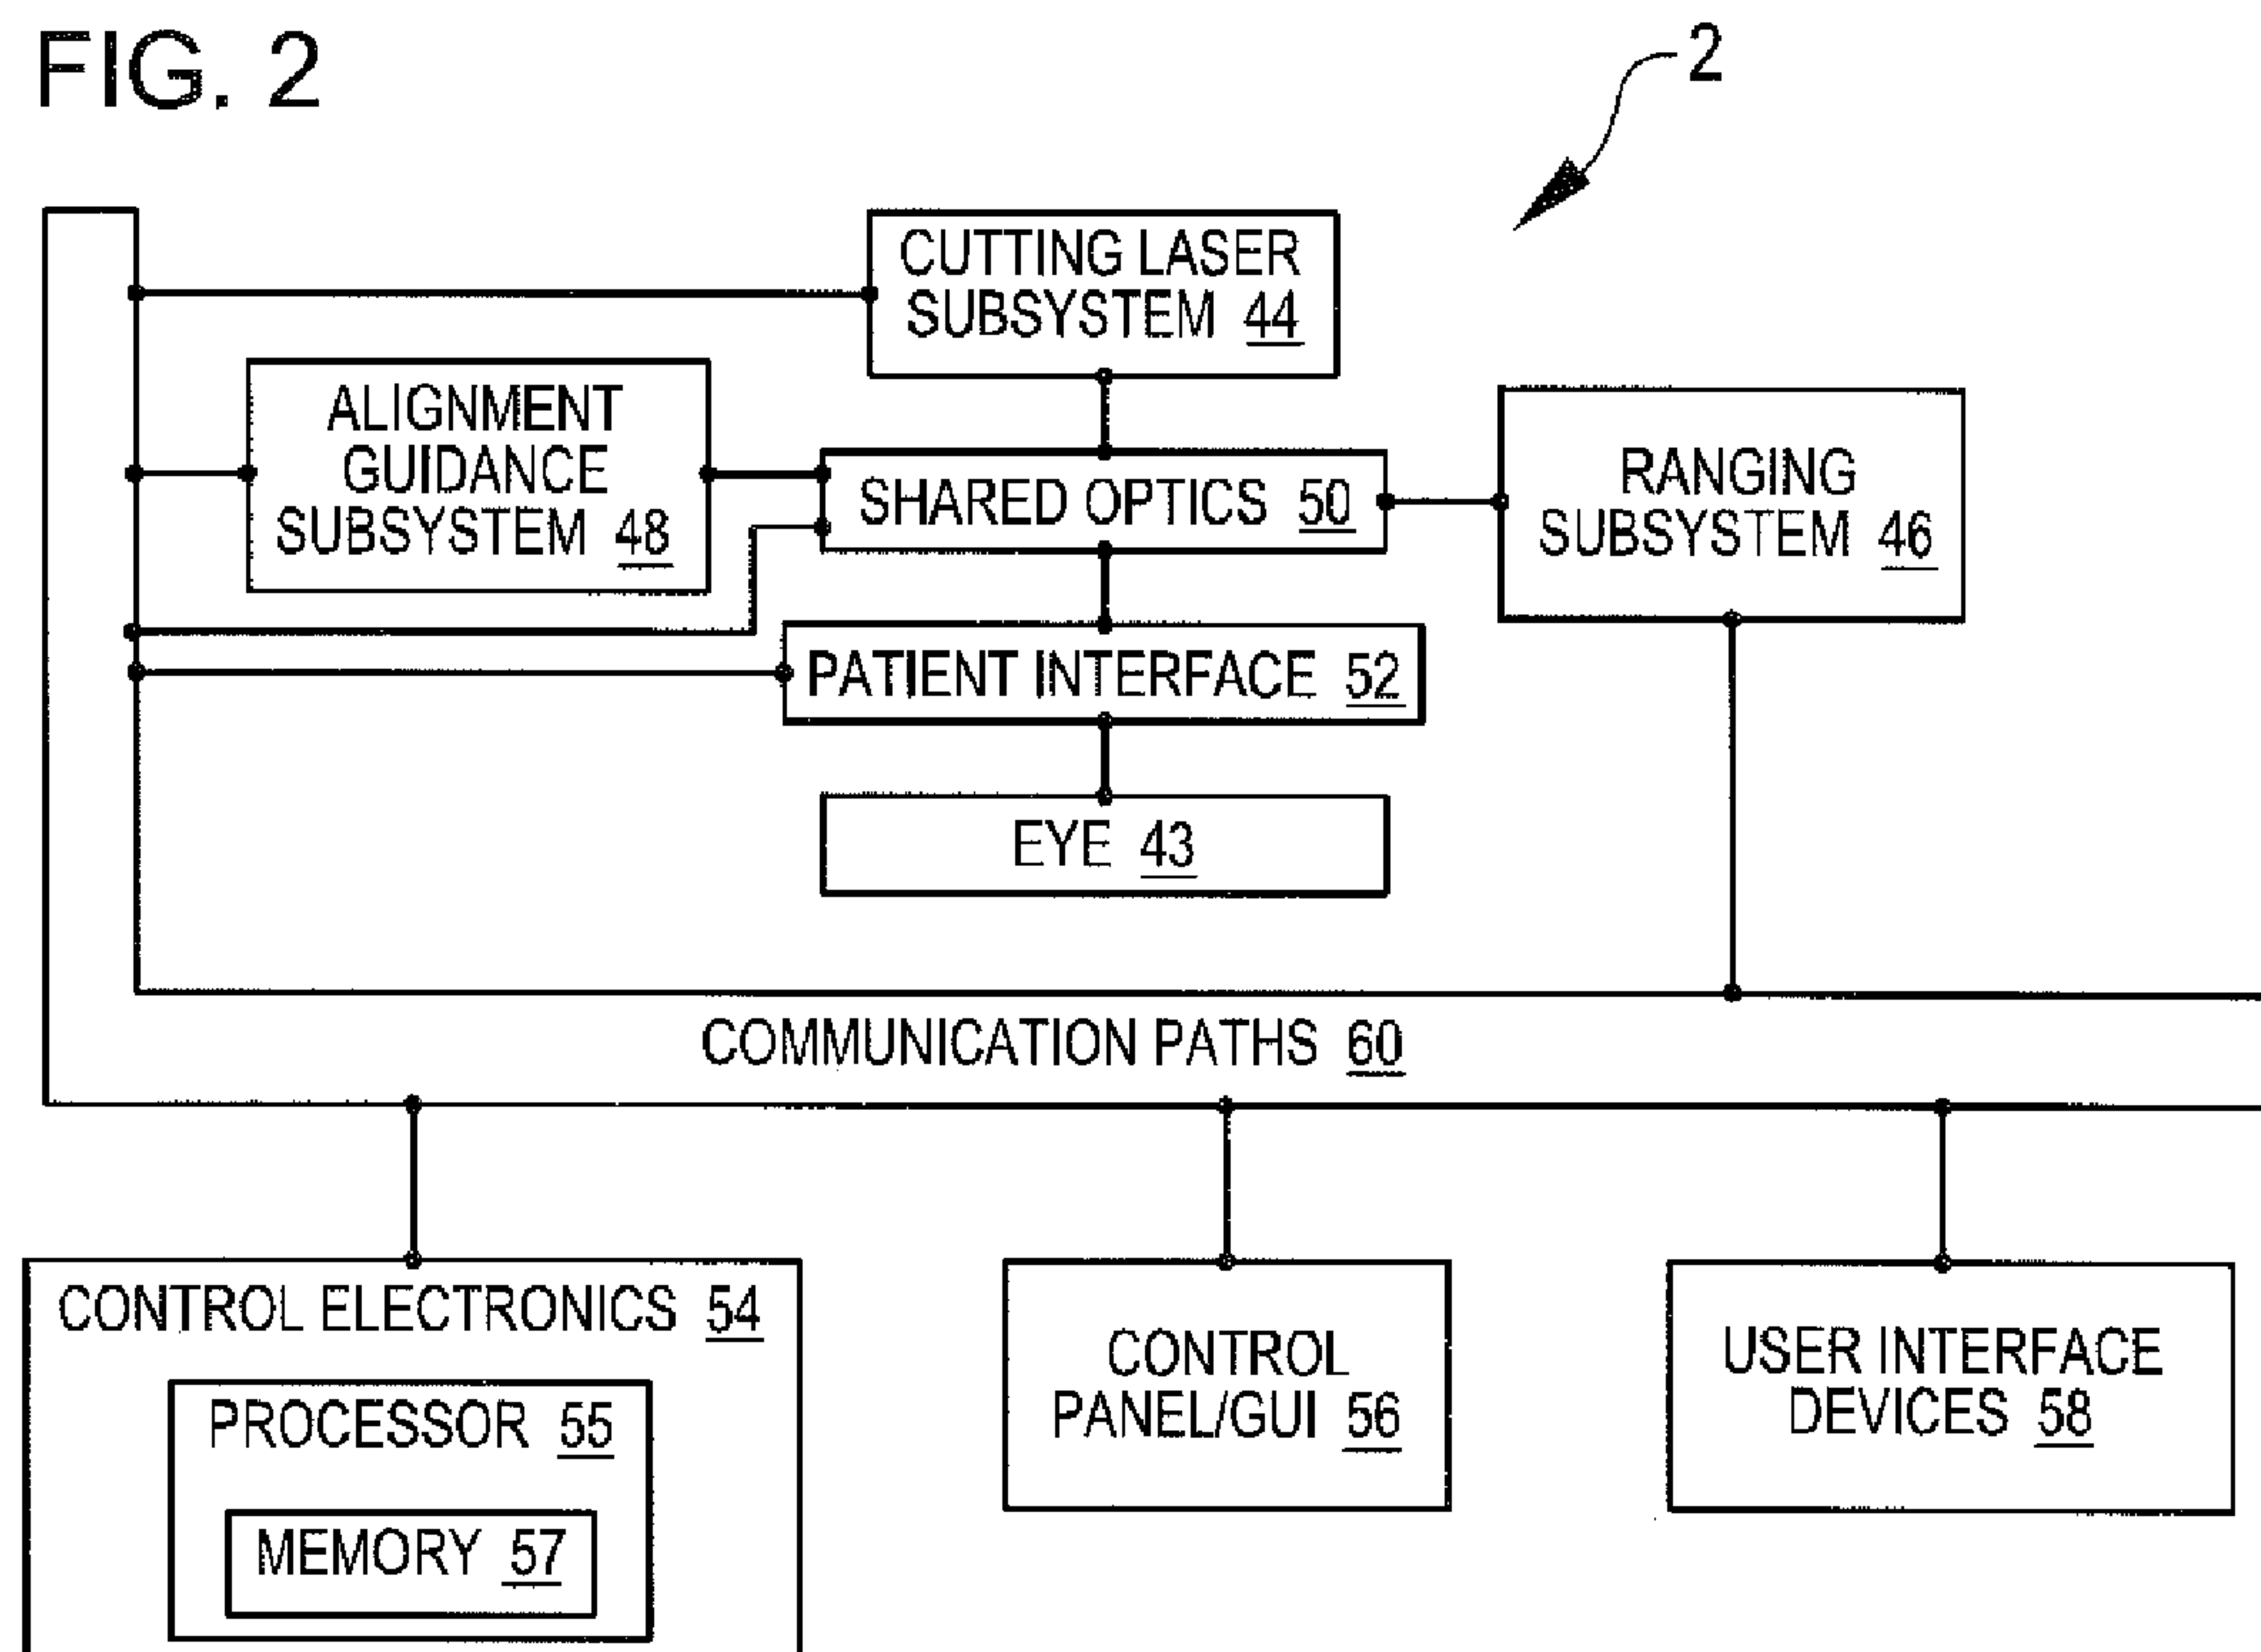 FIG. 2
2
CUTTING LASER
SUBSYSTEM 44
ALIGNMENT
GUIDANCE
SUBSYSTEM 48
SHARED OPTICS 50
RANGING
SUBSYSTEM 46
PATIENT INTERFACE 52
EYE 43
COMMUNICATION PATHS 60
CONTROL ELECTRONICS 54
PROCESSOR 55
MEMORY 57
CONTROL
PANEL/GUI 56
USER INTERFACE
DEVICES 58